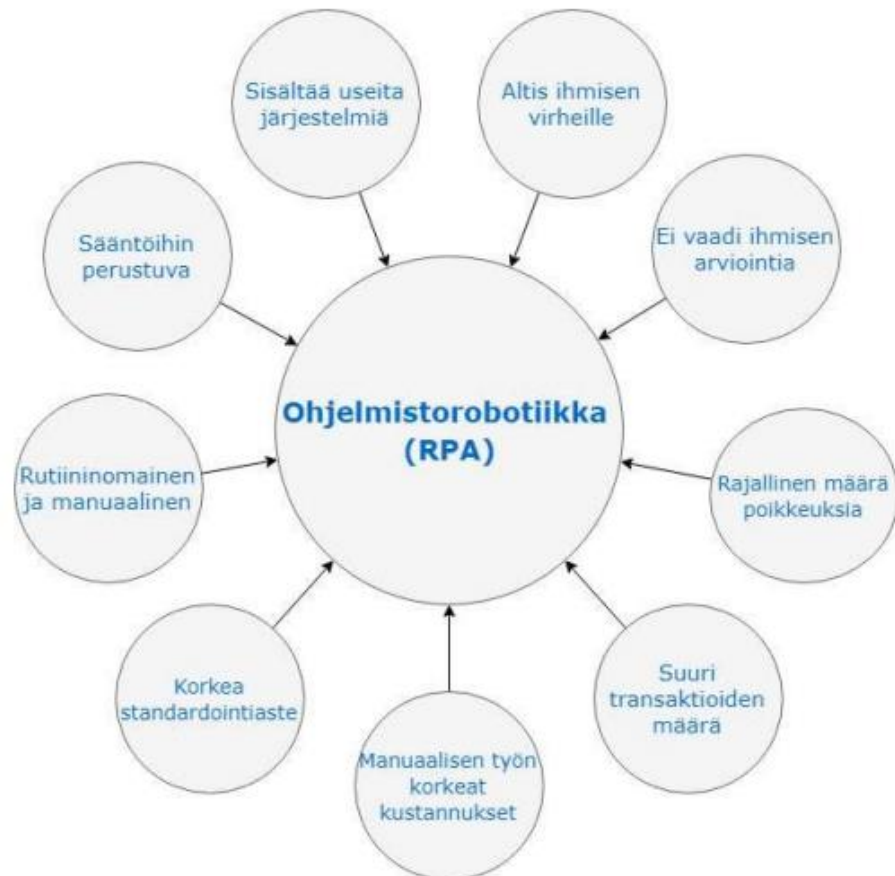 Sisältää useita
järjestelmiä
Altis ihmisen
virheille
Sääntöihin
perustuva
Ei vaadi ihmisen
arviointia
Ohjelmistorobotiikka
(RPA)
Rutiininomainen
ja manuaalinen
Rajallinen määrä
poikkeuksia
Korkea
standardointiaste
Suuri
transaktioiden
määrä
Manuaalisen työn
korkeat
kustannukset